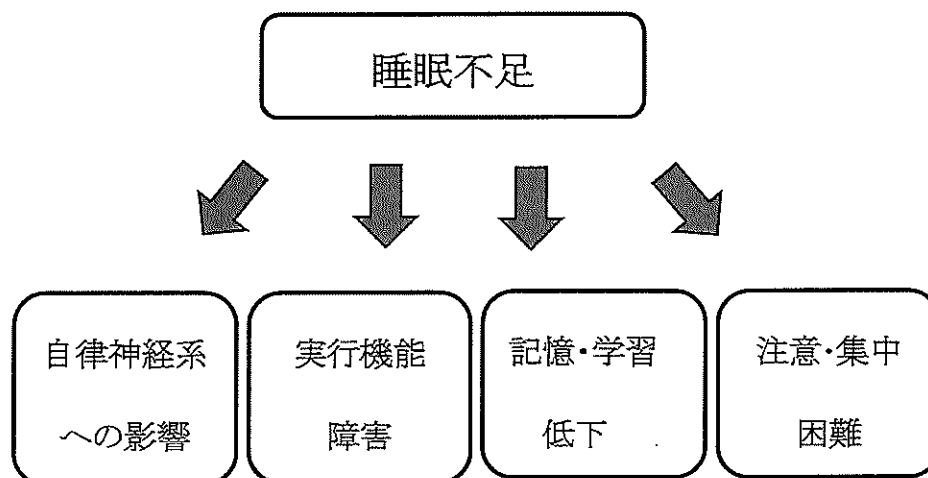 睡眠不足
自律神経系
への影響
実行機能
障害
記憶・学習
低下
注意・集中
困難